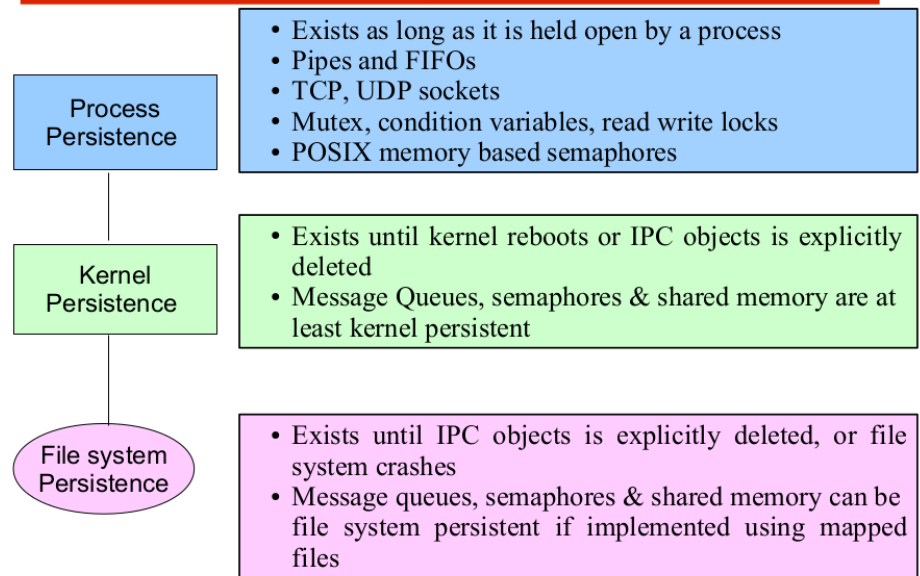 Process
Persistence
• Exists as long as it is held open by a process
• Pipes and FIFOs
• TCP, UDP sockets
• Mutex, condition variables, read write locks
• POSIX memory based semaphores
Kernel
Persistence
• Exists until kernel reboots or IPC objects is explicitly
deleted
• Message Queues, semaphores & shared memory are at
least kernel persistent
File system
Persistence
• Exists until IPC objects is explicitly deleted, or file
system crashes
• Message queues, semaphores & shared memory can be
file system persistent if implemented using mapped
files